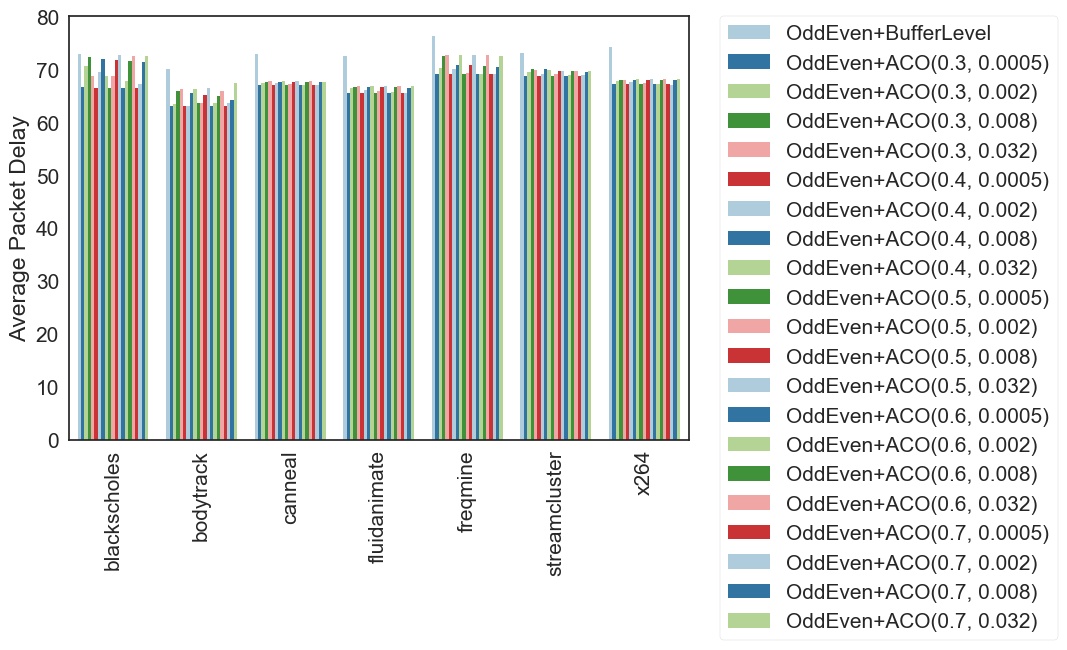 80
70
60
50
40
30
20
10
0
Average Packet Delay
blackscholes
bodytrack
canneal
fluidanimate
freqmine
streamcluster
x264
OddEven+BufferLevel
OddEven+ACO(0.3, 0.0005)
OddEven+ACO(0.3, 0.002)
OddEven+ACO(0.3, 0.008)
OddEven+ACO(0.3, 0.032)
OddEven+ACO(0.4, 0.0005)
OddEven+ACO(0.4, 0.002)
OddEven+ACO(0.4, 0.008)
OddEven+ACO(0.4, 0.032)
OddEven+ACO(0.5, 0.0005)
OddEven+ACO(0.5, 0.002)
OddEven+ACO(0.5, 0.008)
OddEven+ACO(0.5, 0.032)
OddEven+ACO(0.6, 0.0005)
OddEven+ACO(0.6, 0.002)
OddEven+ACO(0.6, 0.008)
OddEven+ACO(0.6, 0.032)
OddEven+ACO(0.7, 0.0005)
OddEven+ACO(0.7, 0.002)
OddEven+ACO(0.7, 0.008)
OddEven+ACO(0.7, 0.032)